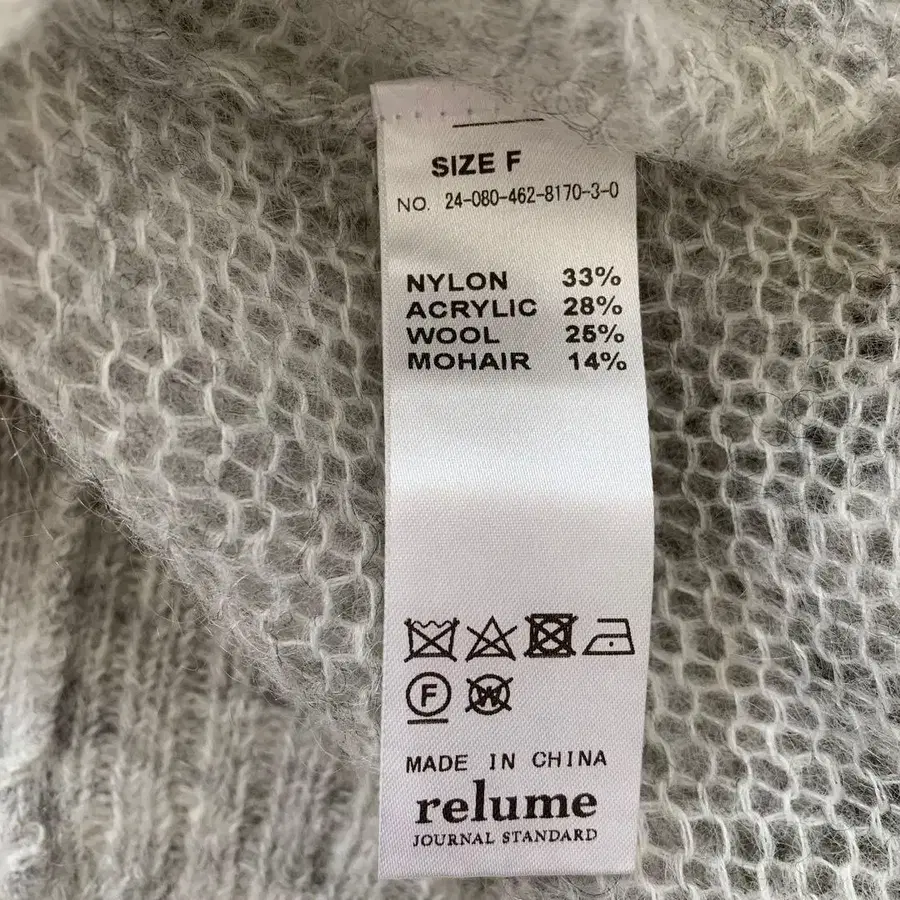 SIZE F
NO. 24-080-462-8170-3-0
NYLON 33%
ACRYLIC 28%
WOOL 25%
MOHAIR 14%
F W
MADE IN CHINA
relume
JOURNAL STANDARD